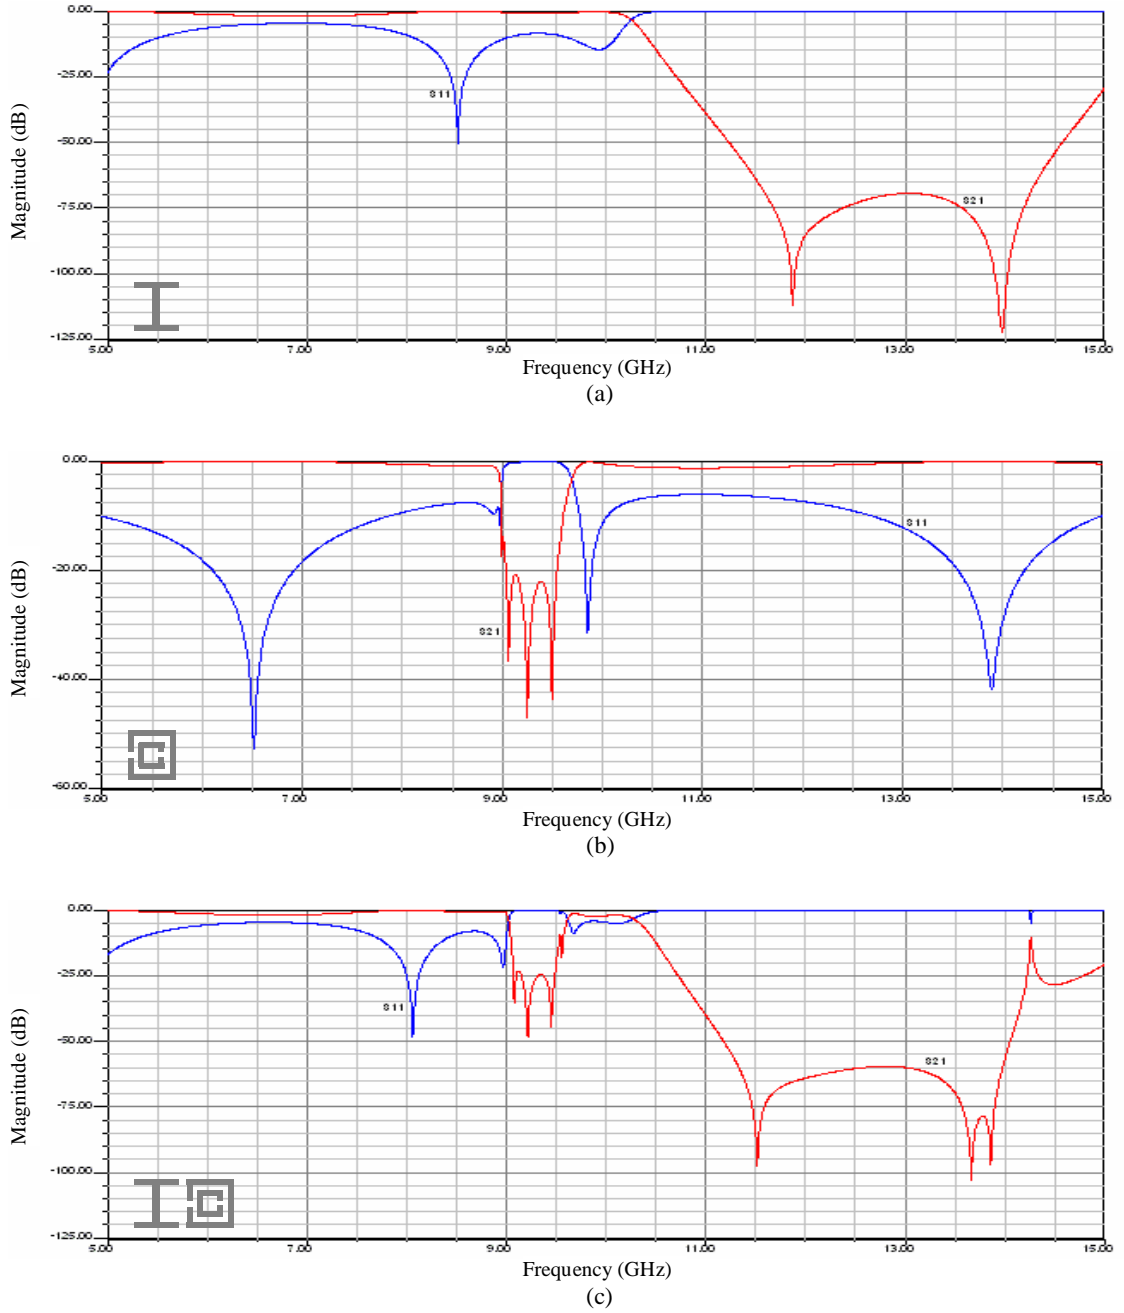 0.00
-25.00
-50.00
-75.00
-100.00
-125.00
Magnitude (dB)
S11
S21
5.00 7.00 9.00 11.00 13.00 15.00
Frequency (GHz)
(a)
0.00
-20.00
-40.00
-60.00
Magnitude (dB)
S11
S21
5.00 7.00 9.00 11.00 13.00 15.00
Frequency (GHz)
(b)
0.00
-25.00
-50.00
-75.00
-100.00
-125.00
Magnitude (dB)
S11
S21
5.00 7.00 9.00 11.00 13.00 15.00
Frequency (GHz)
(c)